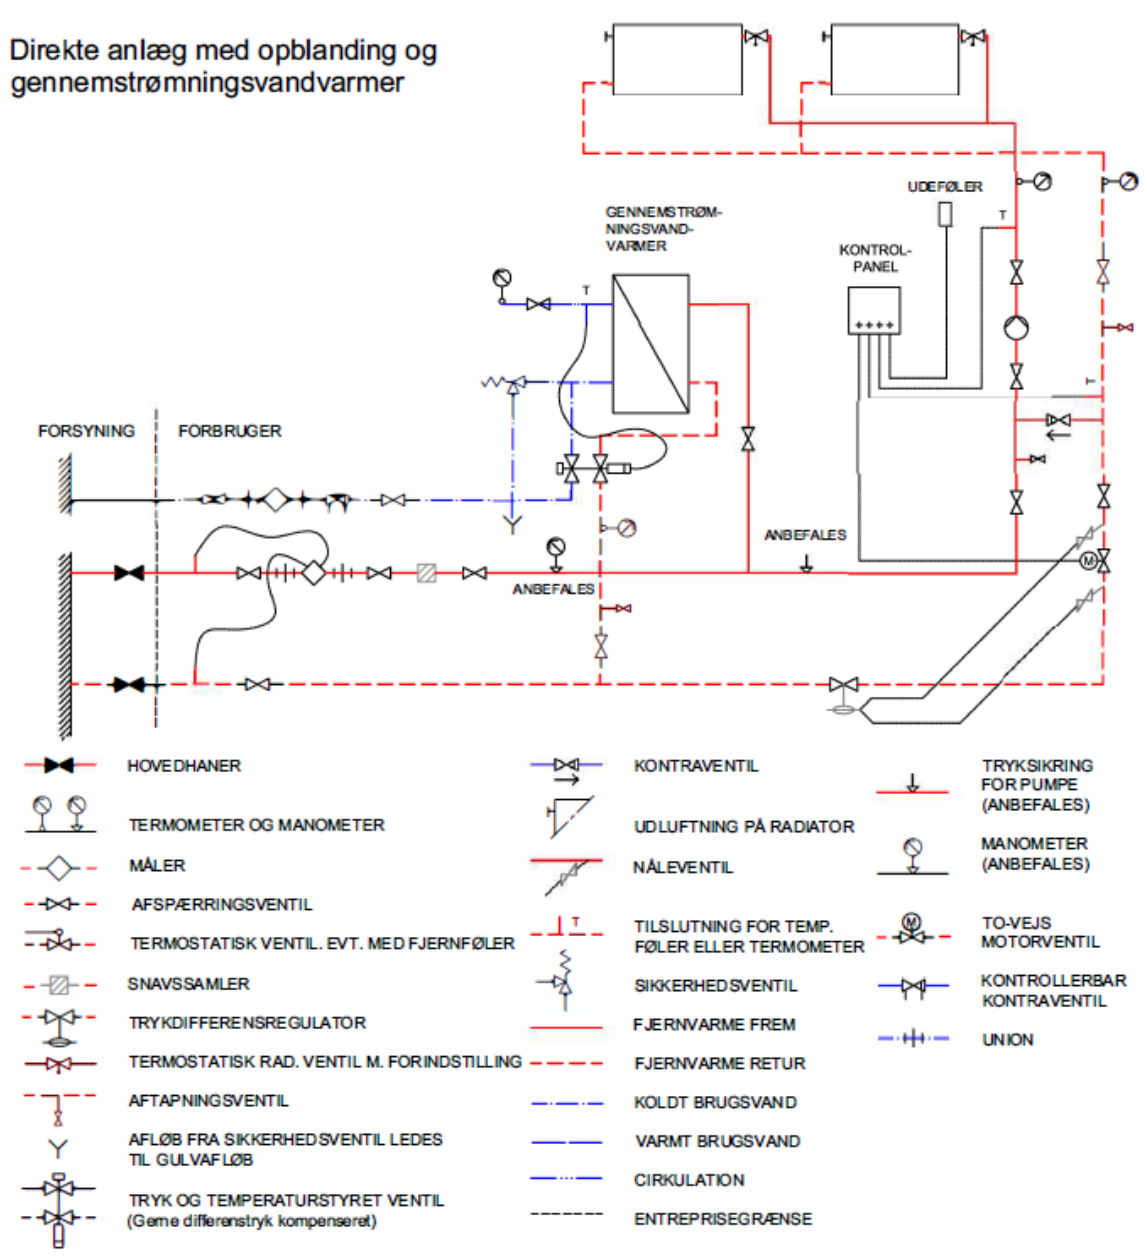 Direkte anlæg med opblanding og
gennemstrømningsvandvarmer
UDEFØLER
GENNEMSTRØM-
NINGSVAND-
VARMER
T
KONTROL-
PANEL
T
T
FORSYNING
FORBRUGER
ANBEFALES
ANBEFALES
M
HOVEDHANER
TERMOMETER OG MANOMETER
MÅLER
AFSPÆRRINGSVENTIL
TERMOSTATISK VENTIL. EVT. MED FJERNFØLER
SNAVSSAMLER
TRYKDIFFERENSREGULATOR
TERMOSTATISK RAD. VENTIL M. FORINDSTILLING
AFTAPNINGSVENTIL
AFLØB FRA SIKKERHEDSVENTIL LEDES
TIL GULVAFLØB
TRYK OG TEMPERATURSTYRET VENTIL
(Gerne differenstryk kompenseret)
KONTRAVENTIL
UDLUFTNING PÅ RADIATOR
NÅLEVENTIL
T
TILSLUTNING FOR TEMP.
FØLER ELLER TERMOMETER
SIKKERHEDSVENTIL
FJERNVARME FREM
FJERNVARME RETUR
KOLDT BRUGSVAND
VARMT BRUGSVAND
CIRKULATION
ENTREPRISEGRÆNSE
TRYKSIKRING
FOR PUMPE
(ANBEFALES)
MANOMETER
(ANBEFALES)
M
TO-VEJS
MOTORVENTIL
KONTROLLERBAR
KONTRAVENTIL
UNION